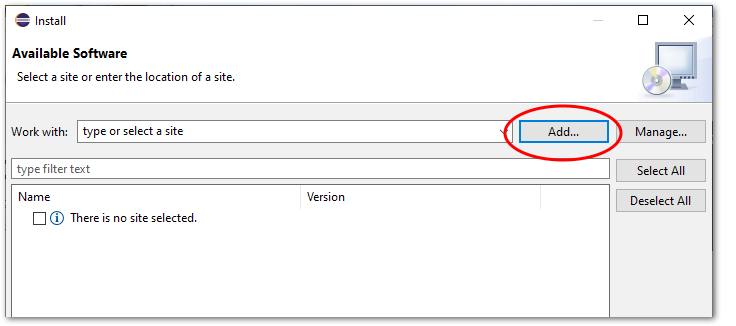 Install
Available Software
Select a site or enter the location of a site.
Work with: type or select a site Add... Manage...
type filter text
Select All
Name Version
Deselect All
There is no site selected.